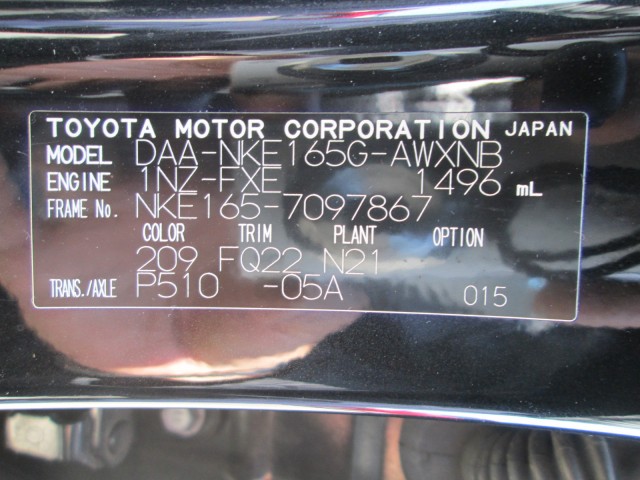 TOYOTA MOTOR CORPORATION JAPAN
MODEL DAA-NKE165G-AWXNB
ENGINE 1NZ-FXE 1496 mL
FRAME No. NKE165-7097867
COLOR TRIM PLANT OPTION
209 FQ22 N21
TRANS./AXLE P510 -05A 015